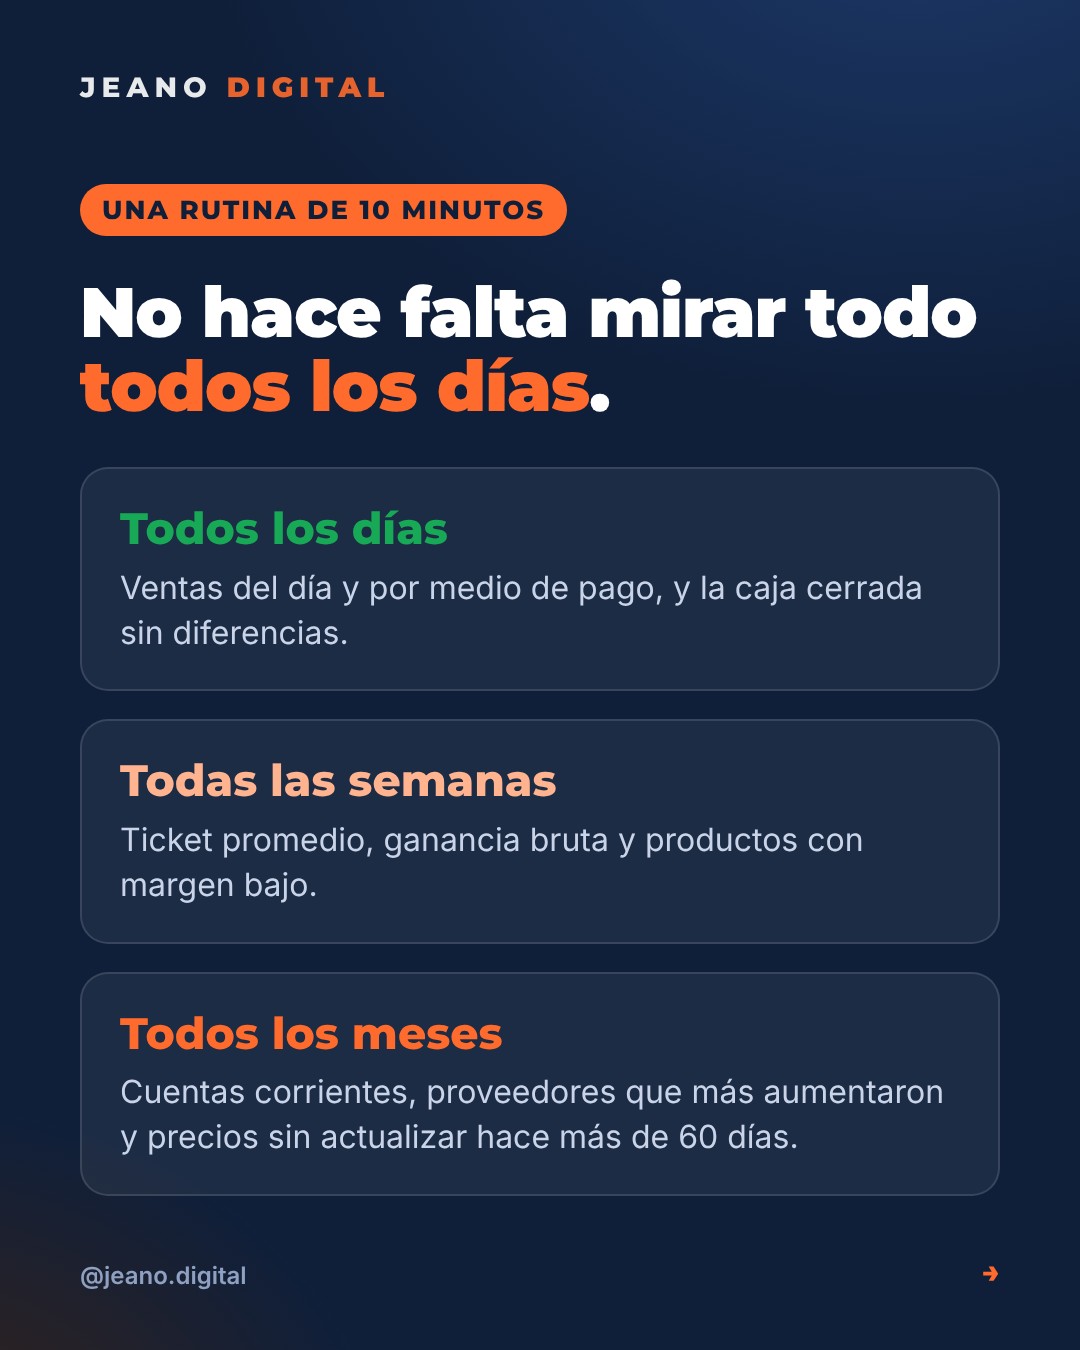 JEANO DIGITAL
UNA RUTINA DE 10 MINUTOS
No hace falta mirar todo
todos los días.
Todos los días
Ventas del día y por medio de pago, y la caja cerrada
sin diferencias.
Todas las semanas
Ticket promedio, ganancia bruta y productos con
margen bajo.
Todos los meses
Cuentas corrientes, proveedores que más aumentaron
y precios sin actualizar hace más de 60 días.
@jeano.digital